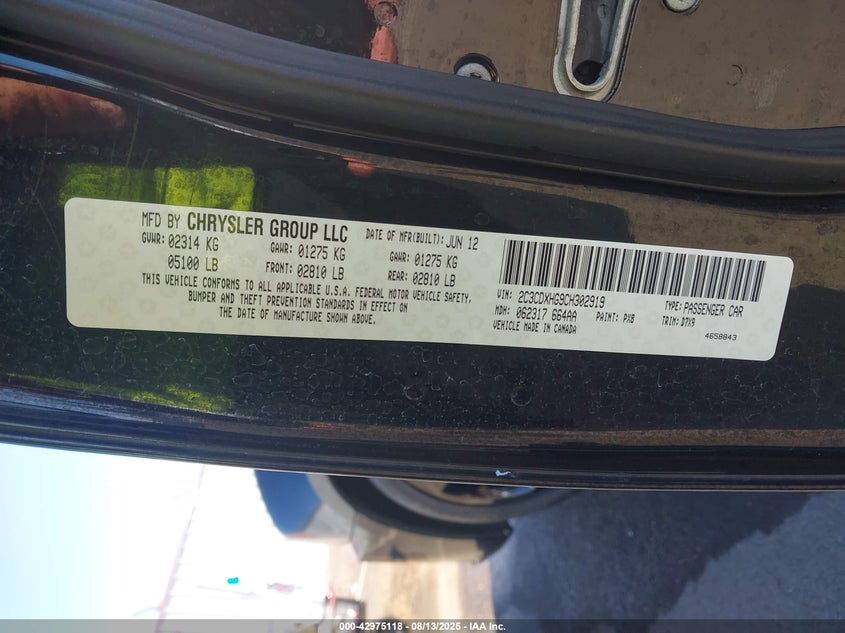 MFD BY CHRYSLER GROUP LLC
DATE OF MFR(BUILT): JUN 12
GVWR: 02314 KG GAWR: 01275 KG GAWR: 01275 KG
05100 LB FRONT: 02810 LB REAR: 02810 LB
THIS VEHICLE CONFORMS TO ALL APPLICABLE U.S.A. FEDERAL MOTOR VEHICLE SAFETY,
BUMPER AND THEFT PREVENTION STANDARDS IN EFFECT ON
THE DATE OF MANUFACTURE SHOWN ABOVE.
VIN: 2C3CDXHG9CH302919 TYPE: PASSENGER CAR
MDH: 062317 664AA PAINT: PX8 TRIM: D7X9
MADE IN CANADA
4658843
000-42975118 - 08/13/2025 - IAA Inc.